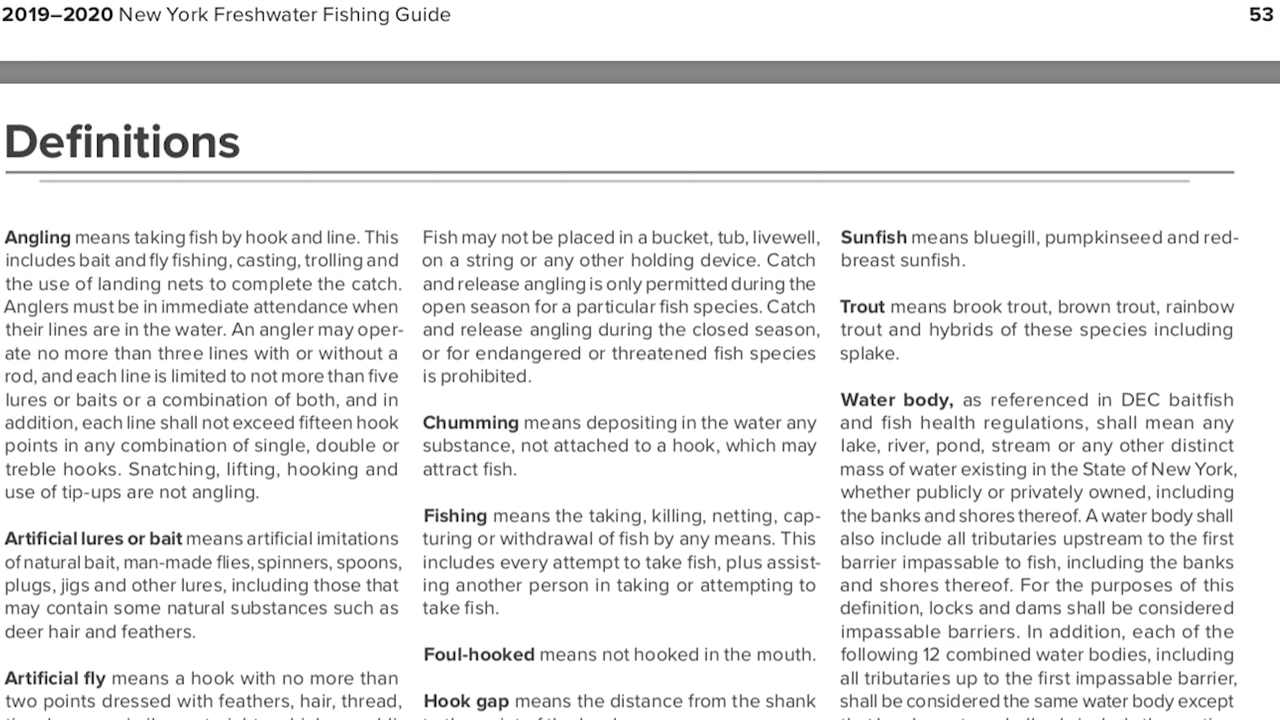 2019–2020 New York Freshwater Fishing Guide
53
Definitions
Angling means taking fish by hook and line. This
includes bait and fly fishing, casting, trolling and
the use of landing nets to complete the catch.
Anglers must be in immediate attendance when
their lines are in the water. An angler may oper-
ate no more than three lines with or without a
rod, and each line is limited to not more than five
lures or baits or a combination of both, and in
addition, each line shall not exceed fifteen hook
points in any combination of single, double or
treble hooks. Snatching, lifting, hooking and
use of tip-ups are not angling.
Artificial lures or bait means artificial imitations
of natural bait, man-made flies, spinners, spoons,
plugs, jigs and other lures, including those that
may contain some natural substances such as
deer hair and feathers.
Artificial fly means a hook with no more than
two points dressed with feathers, hair, thread,
Fish may not be placed in a bucket, tub, livewell,
on a string or any other holding device. Catch
and release angling is only permitted during the
open season for a particular fish species. Catch
and release angling during the closed season,
or for endangered or threatened fish species
is prohibited.
Chumming means depositing in the water any
substance, not attached to a hook, which may
attract fish.
Fishing means the taking, killing, netting, cap-
turing or withdrawal of fish by any means. This
includes every attempt to take fish, plus assist-
ing another person in taking or attempting to
take fish.
Foul-hooked means not hooked in the mouth.
Hook gap means the distance from the shank
Sunfish means bluegill, pumpkinseed and red-
breast sunfish.
Trout means brook trout, brown trout, rainbow
trout and hybrids of these species including
splake.
Water body, as referenced in DEC baitfish
and fish health regulations, shall mean any
lake, river, pond, stream or any other distinct
mass of water existing in the State of New York,
whether publicly or privately owned, including
the banks and shores thereof. A water body shall
also include all tributaries upstream to the first
barrier impassable to fish, including the banks
and shores thereof. For the purposes of this
definition, locks and dams shall be considered
impassable barriers. In addition, each of the
following 12 combined water bodies, including
all tributaries up to the first impassable barrier,
shall be considered the same water body except